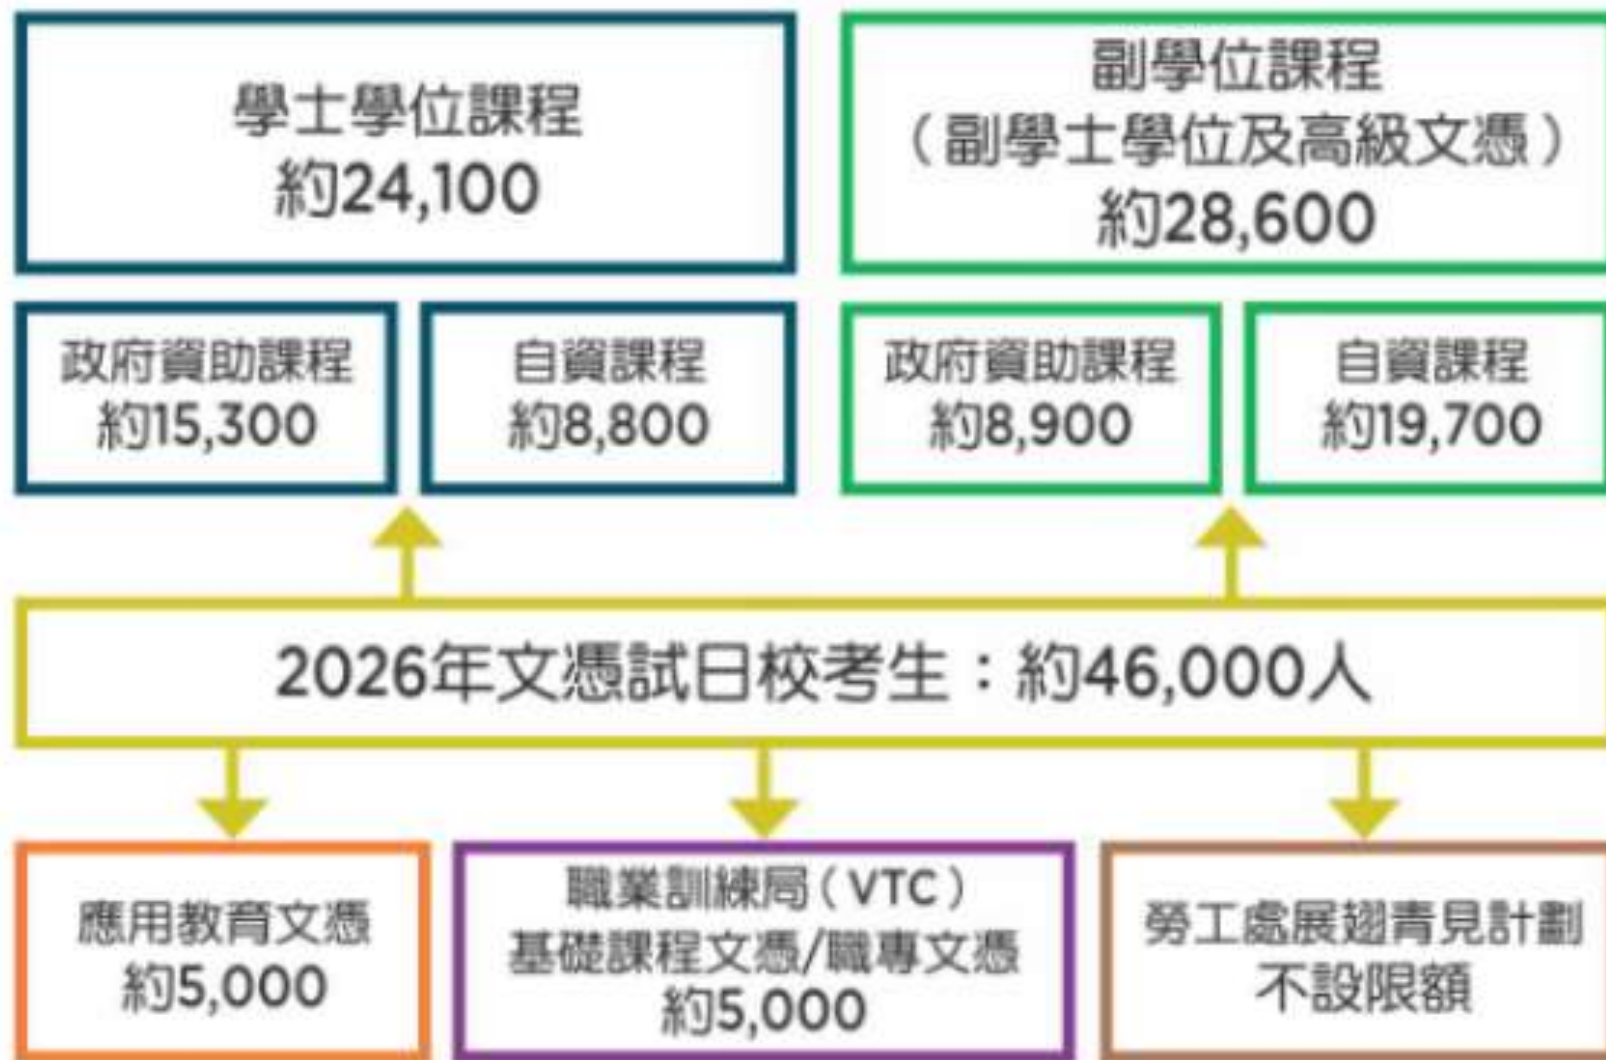 學士學位課程
約24,100
副學位課程
（副學士學位及高級文憑）
約28,600
政府資助課程
約15,300
自資課程
約8,800
政府資助課程
約8,900
自資課程
約19,700
2026年文憑試日校考生：約46,000人
應用教育文憑
約5,000
職業訓練局（VTC）
基礎課程文憑/職專文憑
約5,000
勞工處展翅青見計劃
不設限額